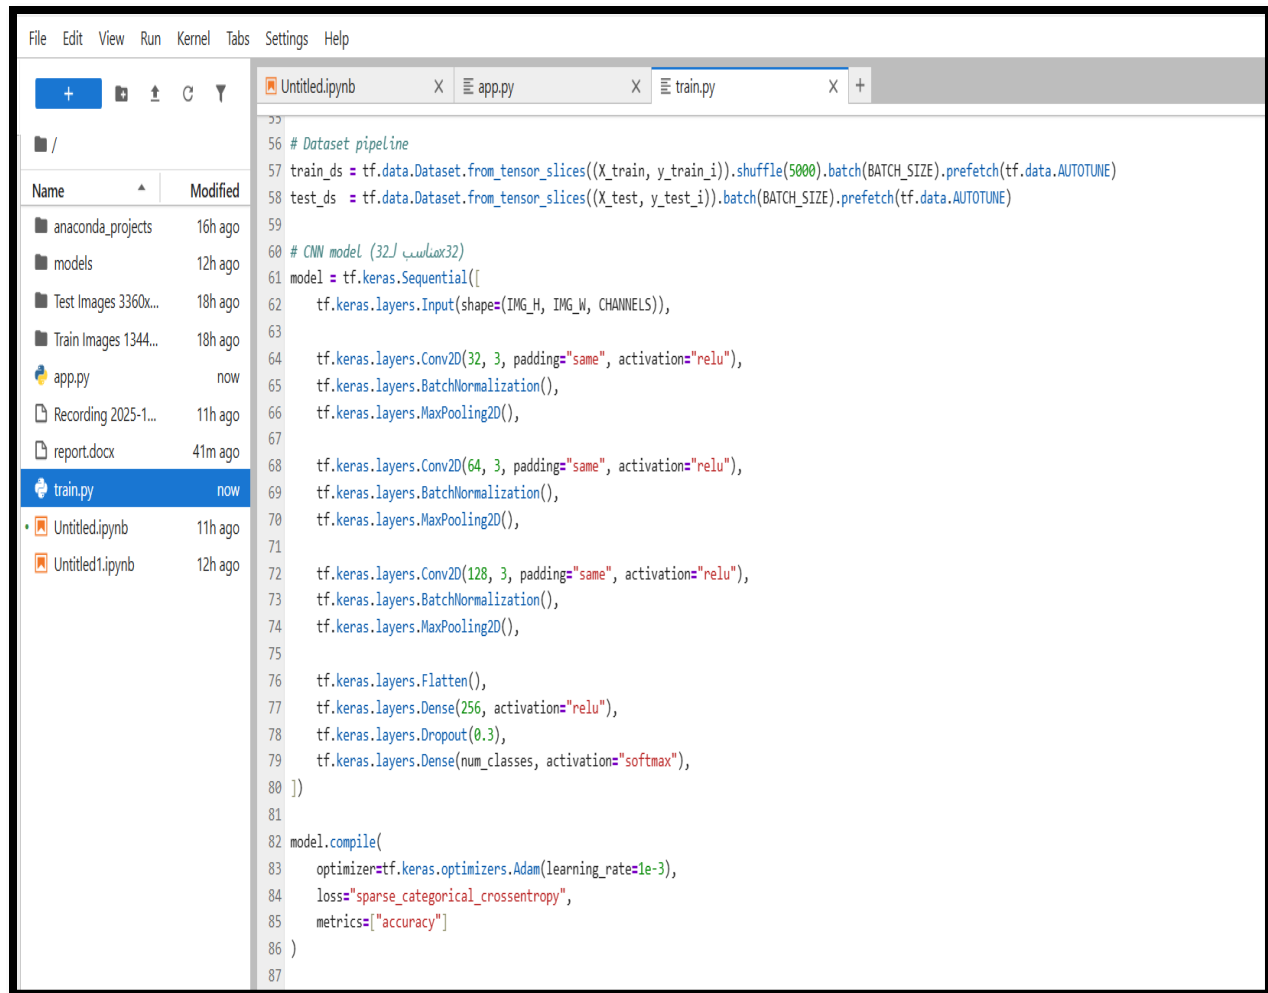 File Edit View Run Kernel Tabs Settings Help
Untitled.ipynb
app.py
train.py
/
Name Modified
anaconda_projects 16h ago
models 12h ago
Test Images 3360x... 18h ago
Train Images 1344... 18h ago
app.py now
Recording 2025-1... 11h ago
report.docx 41m ago
train.py now
Untitled.ipynb 11h ago
Untitled1.ipynb 12h ago
55
56 # Dataset pipeline
57 train_ds = tf.data.Dataset.from_tensor_slices((X_train, y_train_i)).shuffle(5000).batch(BATCH_SIZE).prefetch(tf.data.AUTOTUNE)
58 test_ds  = tf.data.Dataset.from_tensor_slices((X_test, y_test_i)).batch(BATCH_SIZE).prefetch(tf.data.AUTOTUNE)
59
60 # CNN model (مناسب لـ 32x32)
61 model = tf.keras.Sequential([
62     tf.keras.layers.Input(shape=(IMG_H, IMG_W, CHANNELS)),
63
64     tf.keras.layers.Conv2D(32, 3, padding="same", activation="relu"),
65     tf.keras.layers.BatchNormalization(),
66     tf.keras.layers.MaxPooling2D(),
67
68     tf.keras.layers.Conv2D(64, 3, padding="same", activation="relu"),
69     tf.keras.layers.BatchNormalization(),
70     tf.keras.layers.MaxPooling2D(),
71
72     tf.keras.layers.Conv2D(128, 3, padding="same", activation="relu"),
73     tf.keras.layers.BatchNormalization(),
74     tf.keras.layers.MaxPooling2D(),
75
76     tf.keras.layers.Flatten(),
77     tf.keras.layers.Dense(256, activation="relu"),
78     tf.keras.layers.Dropout(0.3),
79     tf.keras.layers.Dense(num_classes, activation="softmax"),
80 ])
81
82 model.compile(
83     optimizer=tf.keras.optimizers.Adam(learning_rate=1e-3),
84     loss="sparse_categorical_crossentropy",
85     metrics=["accuracy"]
86 )
87